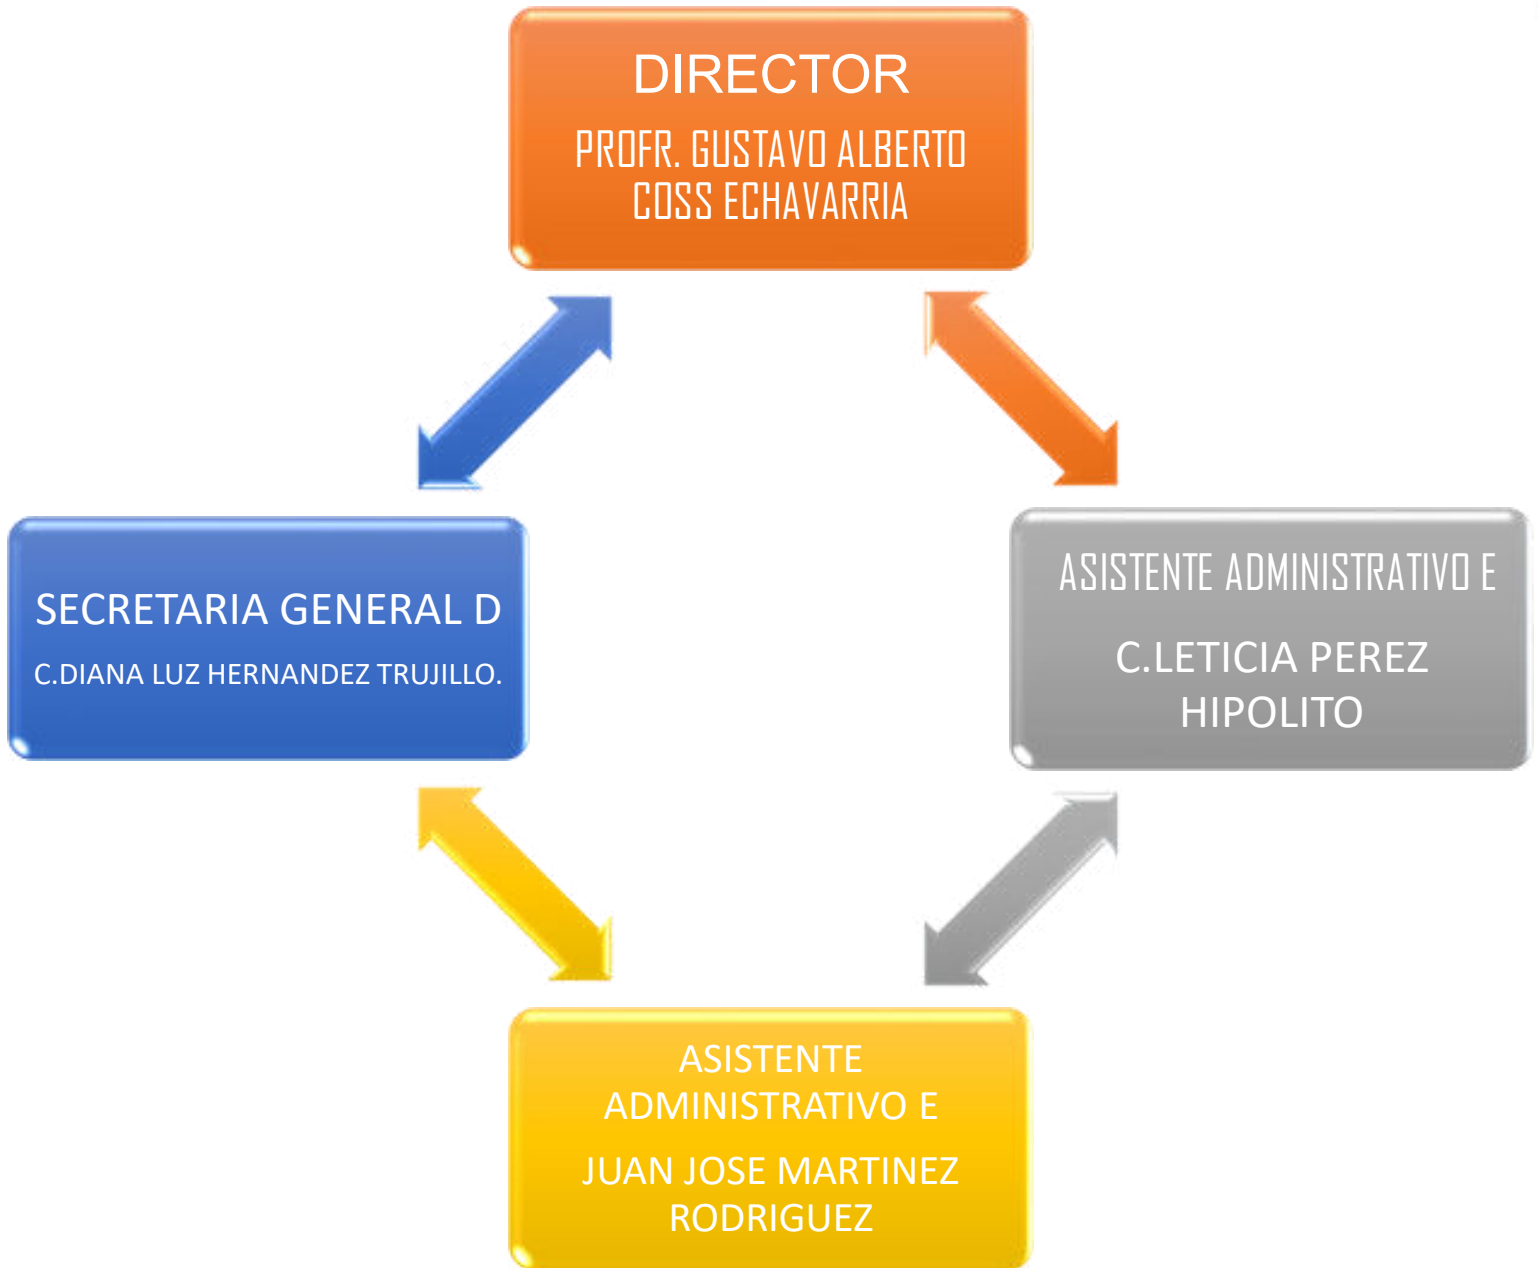 DIRECTOR
PROFR. GUSTAVO ALBERTO
COSS ECHAVARRIA
SECRETARIA GENERAL D
C.DIANA LUZ HERNANDEZ TRUJILLO.
ASISTENTE ADMINISTRATIVO E
C.LETICIA PEREZ
HIPOLITO
ASISTENTE
ADMINISTRATIVO E
JUAN JOSE MARTINEZ
RODRIGUEZ